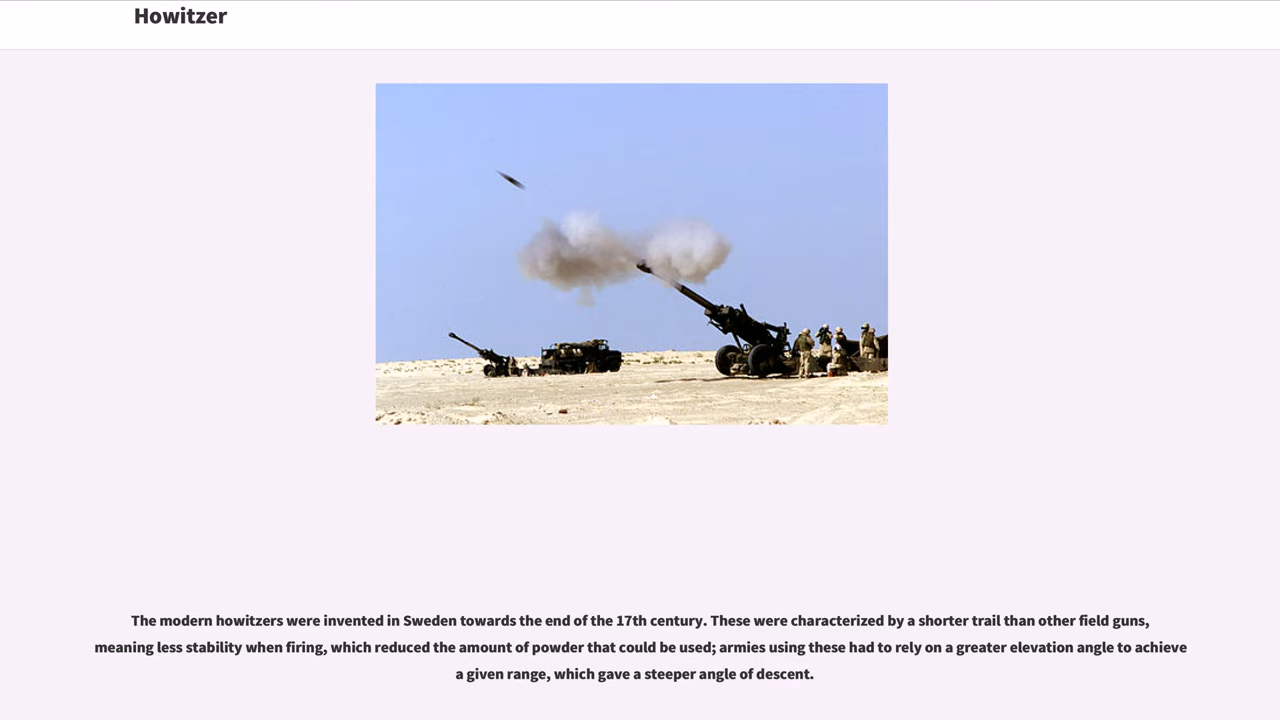 Howitzer
The modern howitzers were invented in Sweden towards the end of the 17th century. These were characterized by a shorter trail than other field guns,
meaning less stability when firing, which reduced the amount of powder that could be used; armies using these had to rely on a greater elevation angle to achieve
a given range, which gave a steeper angle of descent.